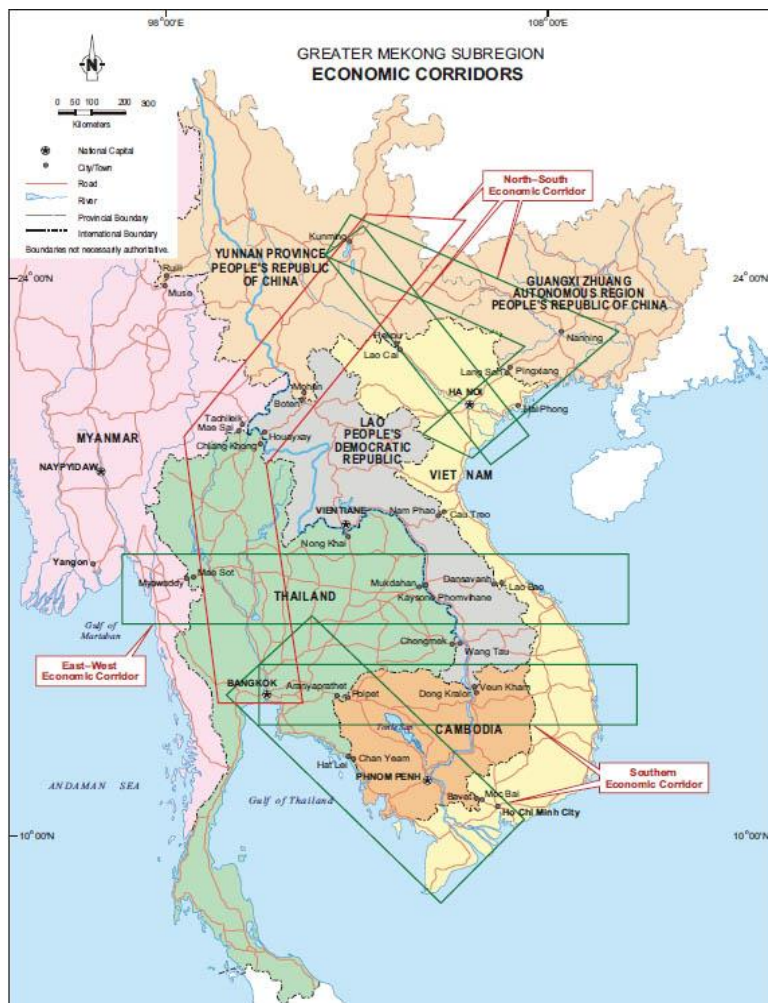 98°00'E
108°00'E
GREATER MEKONG SUBREGION
ECONOMIC CORRIDORS
N
0 50 100 200 300
Kilometers
National Capital
City/Town
Road
River
Provincial Boundary
International Boundary
Boundaries not necessarily authoritative.
North–South
Economic Corridor
Kunming
YUNNAN PROVINCE
PEOPLE'S REPUBLIC
OF CHINA
GUANGXI ZHUANG
AUTONOMOUS REGION
PEOPLE'S REPUBLIC OF CHINA
24°00'N
24°00'N
Ruili
Muse
Nanning
Hekou
Lao Cai
Lang Son
Pingxiang
Mohan
Boten
HA NOI
Hai Phong
Tachileik
Mae Sai
Houayxay
Chiang Khong
MYANMAR
NAYPYIDAW
LAO
PEOPLE'S
DEMOCRATIC
REPUBLIC
VIET NAM
VIENTIANE
Nam Phao
Cau Treo
Nong Khai
Yangon
Myawaddy
Mae Sot
Mukdahan
Dansavanh
Lao Bao
Kaysone Phomvihane
THAILAND
Gulf of
Martaban
Chongmek
Wang Tau
East–West
Economic Corridor
BANGKOK
Aranyaprathet
Poipet
Dong Kralor
Veun Kham
Tonle Sap
CAMBODIA
Hat Lek
Chan Yeam
PHNOM PENH
Southern
Economic Corridor
ANDAMAN SEA
Gulf of Thailand
Bavet
Moc Bai
Ho Chi Minh City
10°00'N
10°00'N